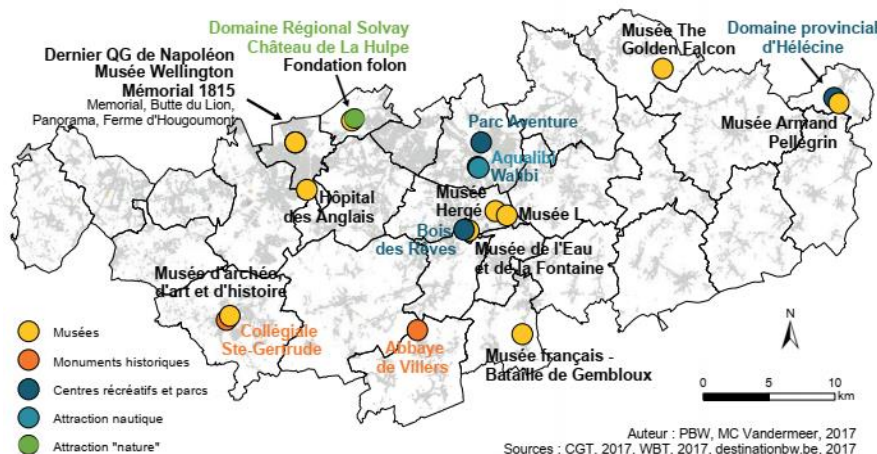 Domaine Régional Solvay
Château de La Hulpe
Fondation folon
Dernier QG de Napoléon
Musée Wellington
Mémorial 1815
Memorial, Butte du Lion,
Panorama, Ferme d'Hougoumont
Musée The
Golden Falcon
Domaine provincial
d'Hélécine
Musée Armand
Pellegrin
Parc Aventure
Aqualibi
Walibi
Hôpital
des Anglais
Musée
Hergé
Musée L
Bois
des Rêves
Musée de l'Eau
et de la Fontaine
Musée d'archéo,
d'art et d'histoire
Collégiale
Ste-Gertrude
Abbaye
de Villers
Musée français -
Bataille de Gembloux
Musées
Monuments historiques
Centres récréatifs et parcs
Attraction nautique
Attraction "nature"
N
0 5 10
km
Auteur : PBW, MC Vandermeer, 2017
Sources : CGT, 2017, WBT, 2017, destinationbw.be, 2017